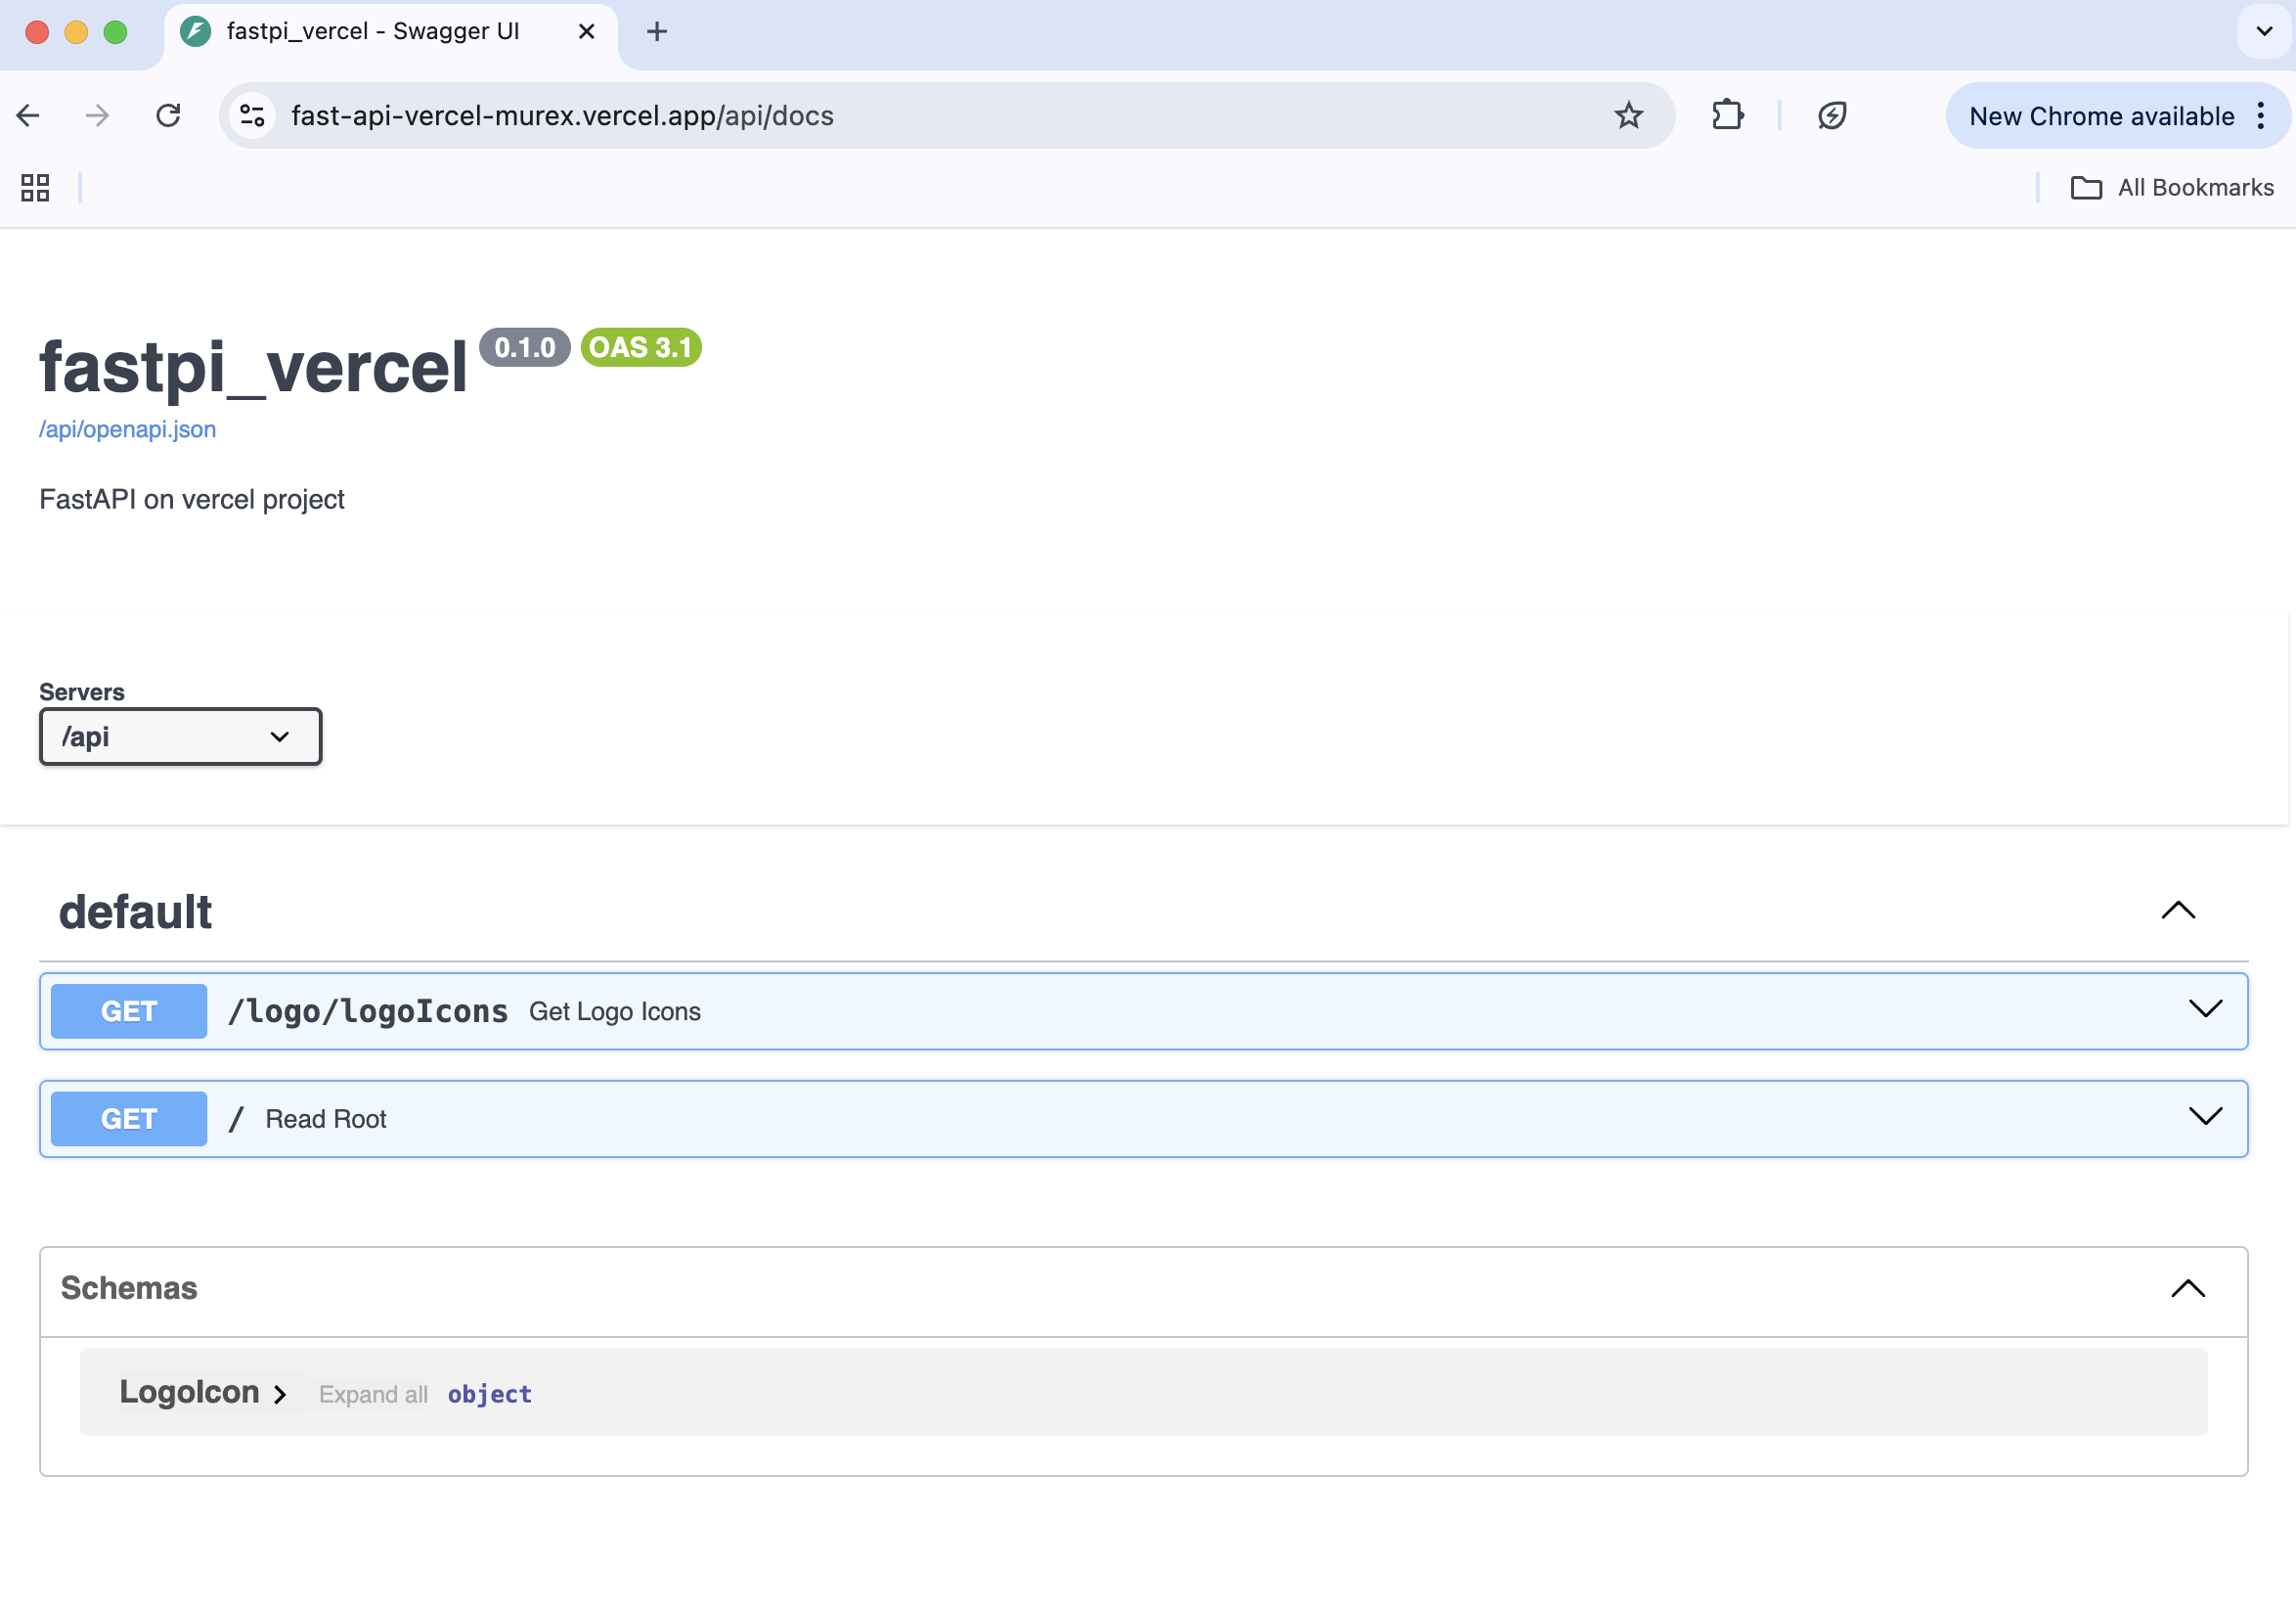 fastpi_vercel - Swagger UI
fast-api-vercel-murex.vercel.app/api/docs
New Chrome available
All Bookmarks
fastpi_vercel 0.1.0 OAS 3.1
/api/openapi.json
FastAPI on vercel project
Servers
/api
default
GET /logo/logoIcons Get Logo Icons
GET / Read Root
Schemas
LogoIcon Expand all object